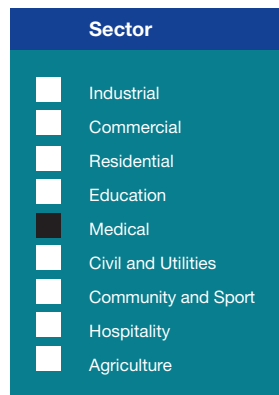 Sector
Industrial
Commercial
Residential
Education
Medical
Civil and Utilities
Community and Sport
Hospitality
Agriculture